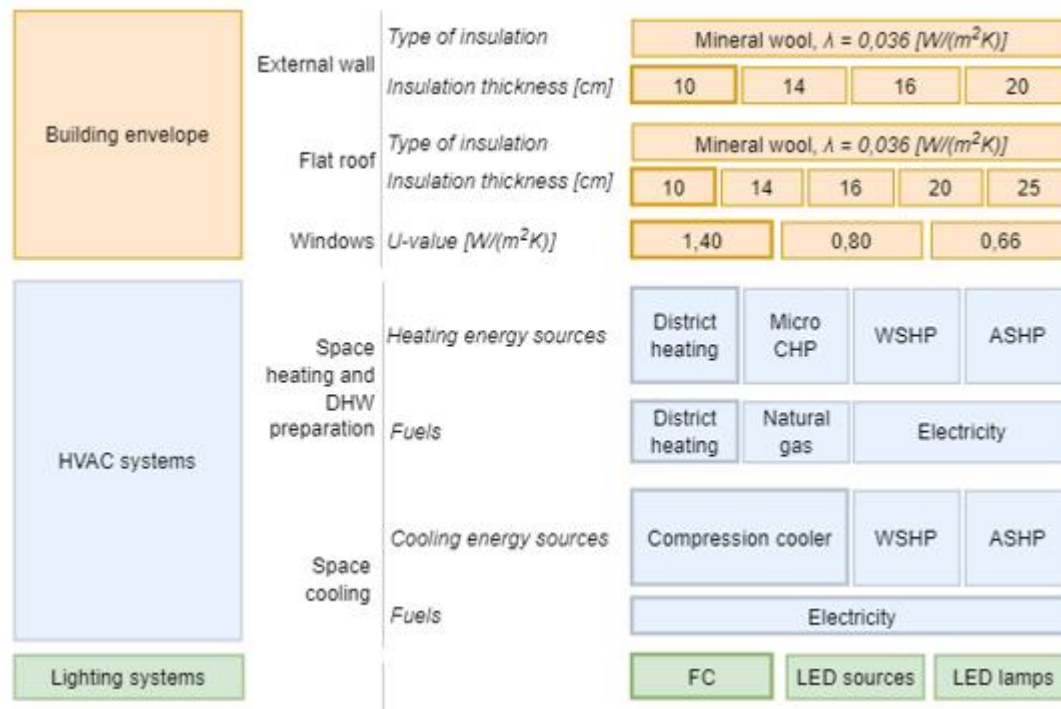 Building envelope
External wall
Type of insulation
Mineral wool, λ = 0,036 [W/(m²K)]
Insulation thickness [cm]
10 14 16 20
Flat roof
Type of insulation
Mineral wool, λ = 0,036 [W/(m²K)]
Insulation thickness [cm]
10 14 16 20 25
Windows
U-value [W/(m²K)]
1,40 0,80 0,66
HVAC systems
Space
heating and
DHW
preparation
Heating energy sources
District
heating
Micro
CHP
WSHP
ASHP
Fuels
District
heating
Natural
gas
Electricity
Space
cooling
Cooling energy sources
Compression cooler
WSHP
ASHP
Fuels
Electricity
Lighting systems
FC
LED sources
LED lamps